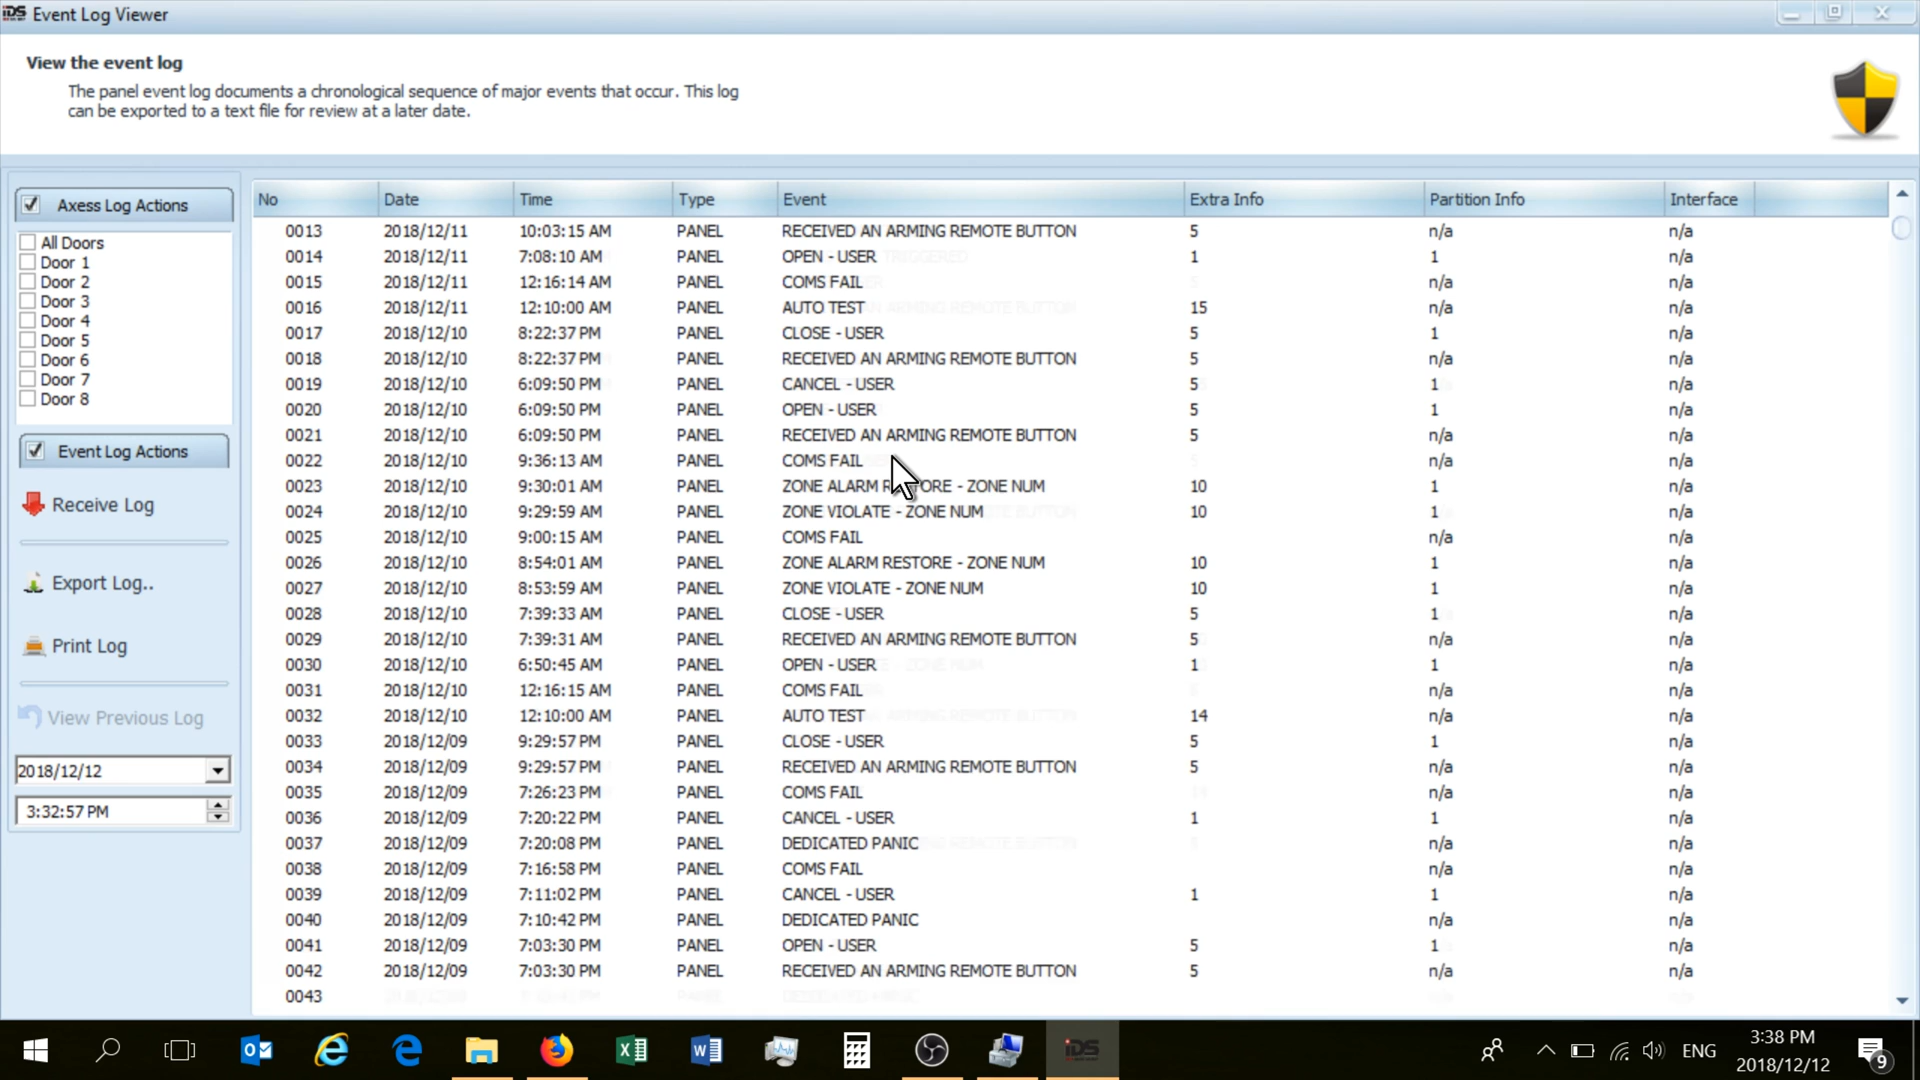 iDS Event Log Viewer
View the event log
The panel event log documents a chronological sequence of major events that occur. This log
can be exported to a text file for review at a later date.
Axess Log Actions
All Doors
Door 1
Door 2
Door 3
Door 4
Door 5
Door 6
Door 7
Door 8
Event Log Actions
Receive Log
Export Log..
Print Log
View Previous Log
2018/12/12
3:32:57 PM
No Date Time Type Event Extra Info Partition Info Interface
0013 2018/12/11 10:03:15 AM PANEL RECEIVED AN ARMING REMOTE BUTTON 5 n/a n/a
0014 2018/12/11 7:08:10 AM PANEL OPEN - USER 1 1 n/a
0015 2018/12/11 12:16:14 AM PANEL COMS FAIL n/a n/a
0016 2018/12/11 12:10:00 AM PANEL AUTO TEST 15 n/a n/a
0017 2018/12/10 8:22:37 PM PANEL CLOSE - USER 5 1 n/a
0018 2018/12/10 8:22:37 PM PANEL RECEIVED AN ARMING REMOTE BUTTON 5 n/a n/a
0019 2018/12/10 6:09:50 PM PANEL CANCEL - USER 5 1 n/a
0020 2018/12/10 6:09:50 PM PANEL OPEN - USER 5 1 n/a
0021 2018/12/10 6:09:50 PM PANEL RECEIVED AN ARMING REMOTE BUTTON 5 n/a n/a
0022 2018/12/10 9:36:13 AM PANEL COMS FAIL n/a n/a
0023 2018/12/10 9:30:01 AM PANEL ZONE ALARM RESTORE - ZONE NUM 10 1 n/a
0024 2018/12/10 9:29:59 AM PANEL ZONE VIOLATE - ZONE NUM 10 1 n/a
0025 2018/12/10 9:00:15 AM PANEL COMS FAIL n/a n/a
0026 2018/12/10 8:54:01 AM PANEL ZONE ALARM RESTORE - ZONE NUM 10 1 n/a
0027 2018/12/10 8:53:59 AM PANEL ZONE VIOLATE - ZONE NUM 10 1 n/a
0028 2018/12/10 7:39:33 AM PANEL CLOSE - USER 5 1 n/a
0029 2018/12/10 7:39:31 AM PANEL RECEIVED AN ARMING REMOTE BUTTON 5 n/a n/a
0030 2018/12/10 6:50:45 AM PANEL OPEN - USER 1 1 n/a
0031 2018/12/10 12:16:15 AM PANEL COMS FAIL n/a n/a
0032 2018/12/10 12:10:00 AM PANEL AUTO TEST 14 n/a n/a
0033 2018/12/09 9:29:57 PM PANEL CLOSE - USER 5 1 n/a
0034 2018/12/09 9:29:57 PM PANEL RECEIVED AN ARMING REMOTE BUTTON 5 n/a n/a
0035 2018/12/09 7:26:23 PM PANEL COMS FAIL n/a n/a
0036 2018/12/09 7:20:22 PM PANEL CANCEL - USER 1 1 n/a
0037 2018/12/09 7:20:08 PM PANEL DEDICATED PANIC n/a n/a
0038 2018/12/09 7:16:58 PM PANEL COMS FAIL n/a n/a
0039 2018/12/09 7:11:02 PM PANEL CANCEL - USER 1 1 n/a
0040 2018/12/09 7:10:42 PM PANEL DEDICATED PANIC n/a n/a
0041 2018/12/09 7:03:30 PM PANEL OPEN - USER 5 1 n/a
0042 2018/12/09 7:03:30 PM PANEL RECEIVED AN ARMING REMOTE BUTTON 5 n/a n/a
0043
iDS
ENG
3:38 PM
2018/12/12
9